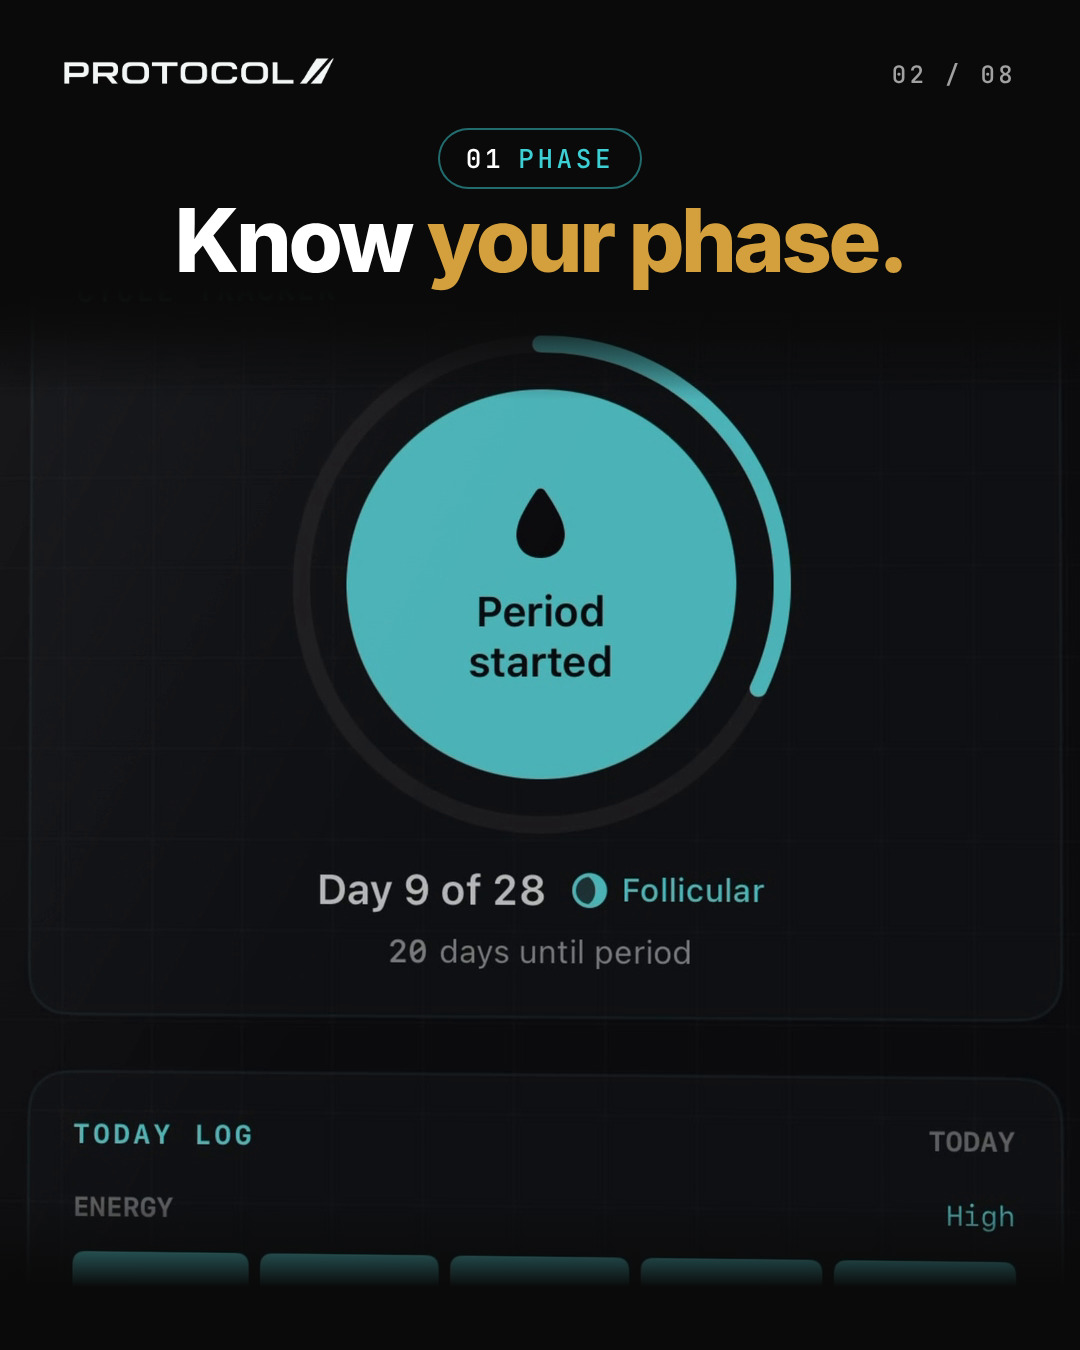 PROTOCOL
02 / 08
01 PHASE
Know your phase.
Period
started
Day 9 of 28 Follicular
20 days until period
TODAY LOG
TODAY
ENERGY
High